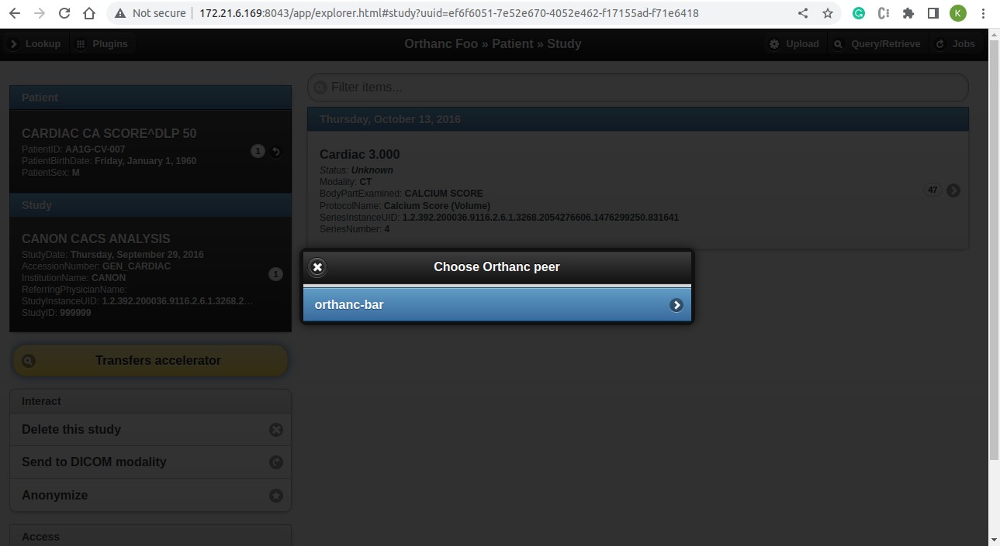 Not secure
172.21.6.169:8043/app/explorer.html#study?uuid=ef6f6051-7e52e670-4052e462-f17155ad-f71e6418
K
Lookup
Plugins
Orthanc Foo » Patient » Study
Upload
Query/Retrieve
Jobs
Patient
CARDIAC CA SCORE^DLP 50
PatientID: AA1G-CV-007
PatientBirthDate: Friday, January 1, 1960
PatientSex: M
1
Study
CANON CACS ANALYSIS
StudyDate: Thursday, September 29, 2016
AccessionNumber: GEN_CARDIAC
InstitutionName: CANON
ReferringPhysicianName:
StudyInstanceUID: 1.2.392.200036.9116.2.6.1.3268.2…
StudyID: 999999
1
Transfers accelerator
Interact
Delete this study
Send to DICOM modality
Anonymize
Access
Filter items...
Thursday, October 13, 2016
Cardiac 3.000
Status: Unknown
Modality: CT
BodyPartExamined: CALCIUM SCORE
ProtocolName: Calcium Score (Volume)
SeriesInstanceUID: 1.2.392.200036.9116.2.6.1.3268.2054276606.1476299250.831641
SeriesNumber: 4
47
Choose Orthanc peer
orthanc-bar